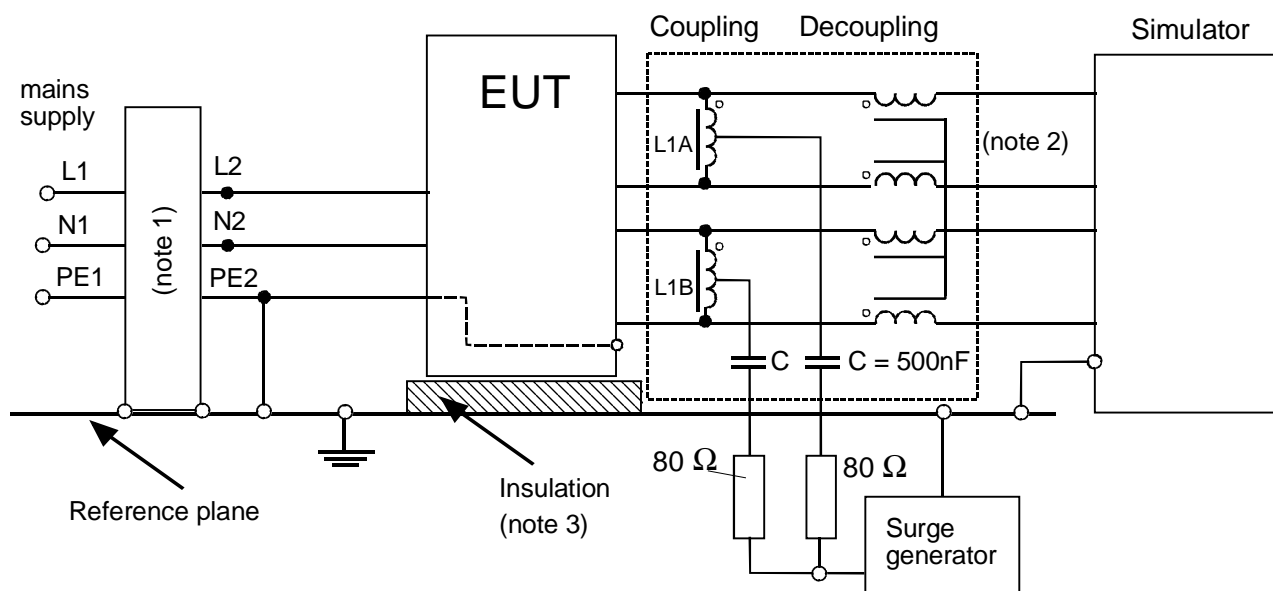 Coupling
Decoupling
Simulator
mains
supply
EUT
L1
L2
N1
N2
PE1
PE2
(note 1)
L1A
L1B
(note 2)
C
C = 500nF
80 Ω
80 Ω
Reference plane
Insulation
(note 3)
Surge
generator